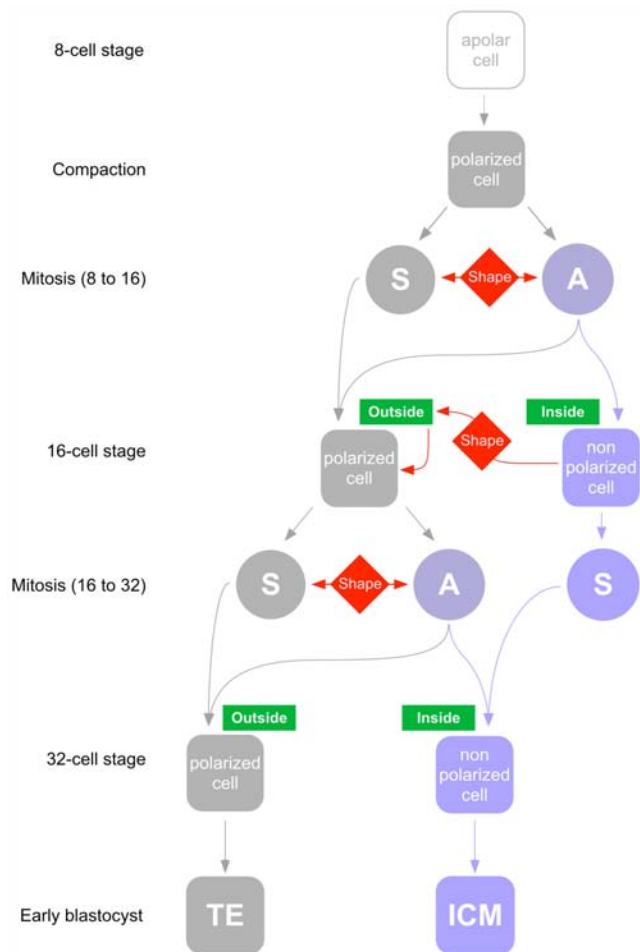 8-cell stage
apolar
cell
Compaction
polarized
cell
Mitosis (8 to 16)
S
Shape
A
Outside
Inside
16-cell stage
polarized
cell
Shape
non
polarized
cell
Mitosis (16 to 32)
S
Shape
A
S
Outside
Inside
32-cell stage
polarized
cell
non
polarized
cell
Early blastocyst
TE
ICM